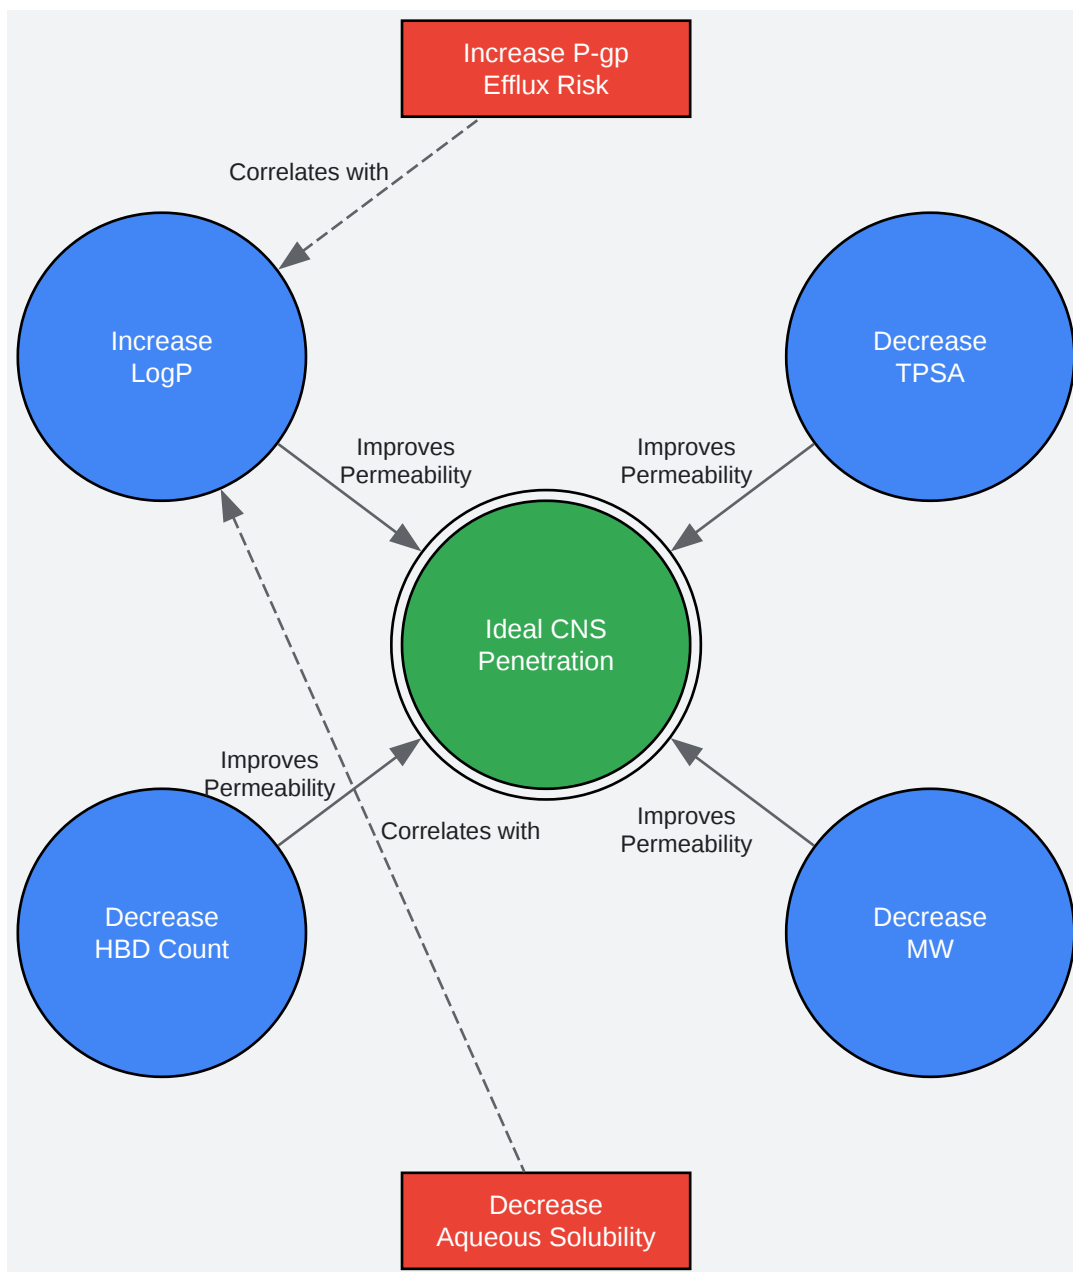 Increase P-gp
Efflux Risk
Correlates with
Increase
LogP
Decrease
TPSA
Improves
Permeability
Improves
Permeability
Ideal CNS
Penetration
Improves
Permeability
Correlates with
Improves
Permeability
Decrease
HBD Count
Decrease
MW
Decrease
Aqueous Solubility